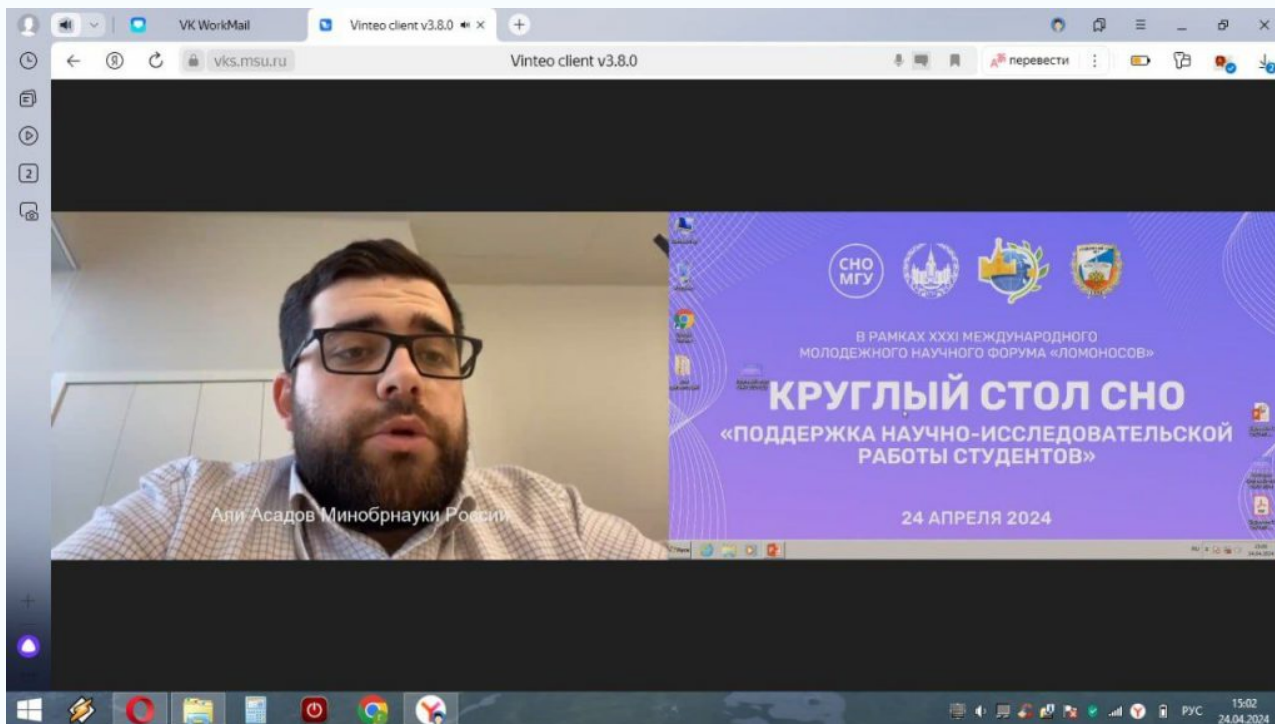 VK WorkMail
Vinteo client v3.8.0
vks.msu.ru
Vinteo client v3.8.0
перевести
2
СНО
МГУ
В РАМКАХ XXXI МЕЖДУНАРОДНОГО
МОЛОДЕЖНОГО НАУЧНОГО ФОРУМА «ЛОМОНОСОВ»
КРУГЛЫЙ СТОЛ СНО
«ПОДДЕРЖКА НАУЧНО-ИССЛЕДОВАТЕЛЬСКОЙ
РАБОТЫ СТУДЕНТОВ»
24 АПРЕЛЯ 2024
Али Асадов Минобрнауки России
РУС
15:02
24.04.2024